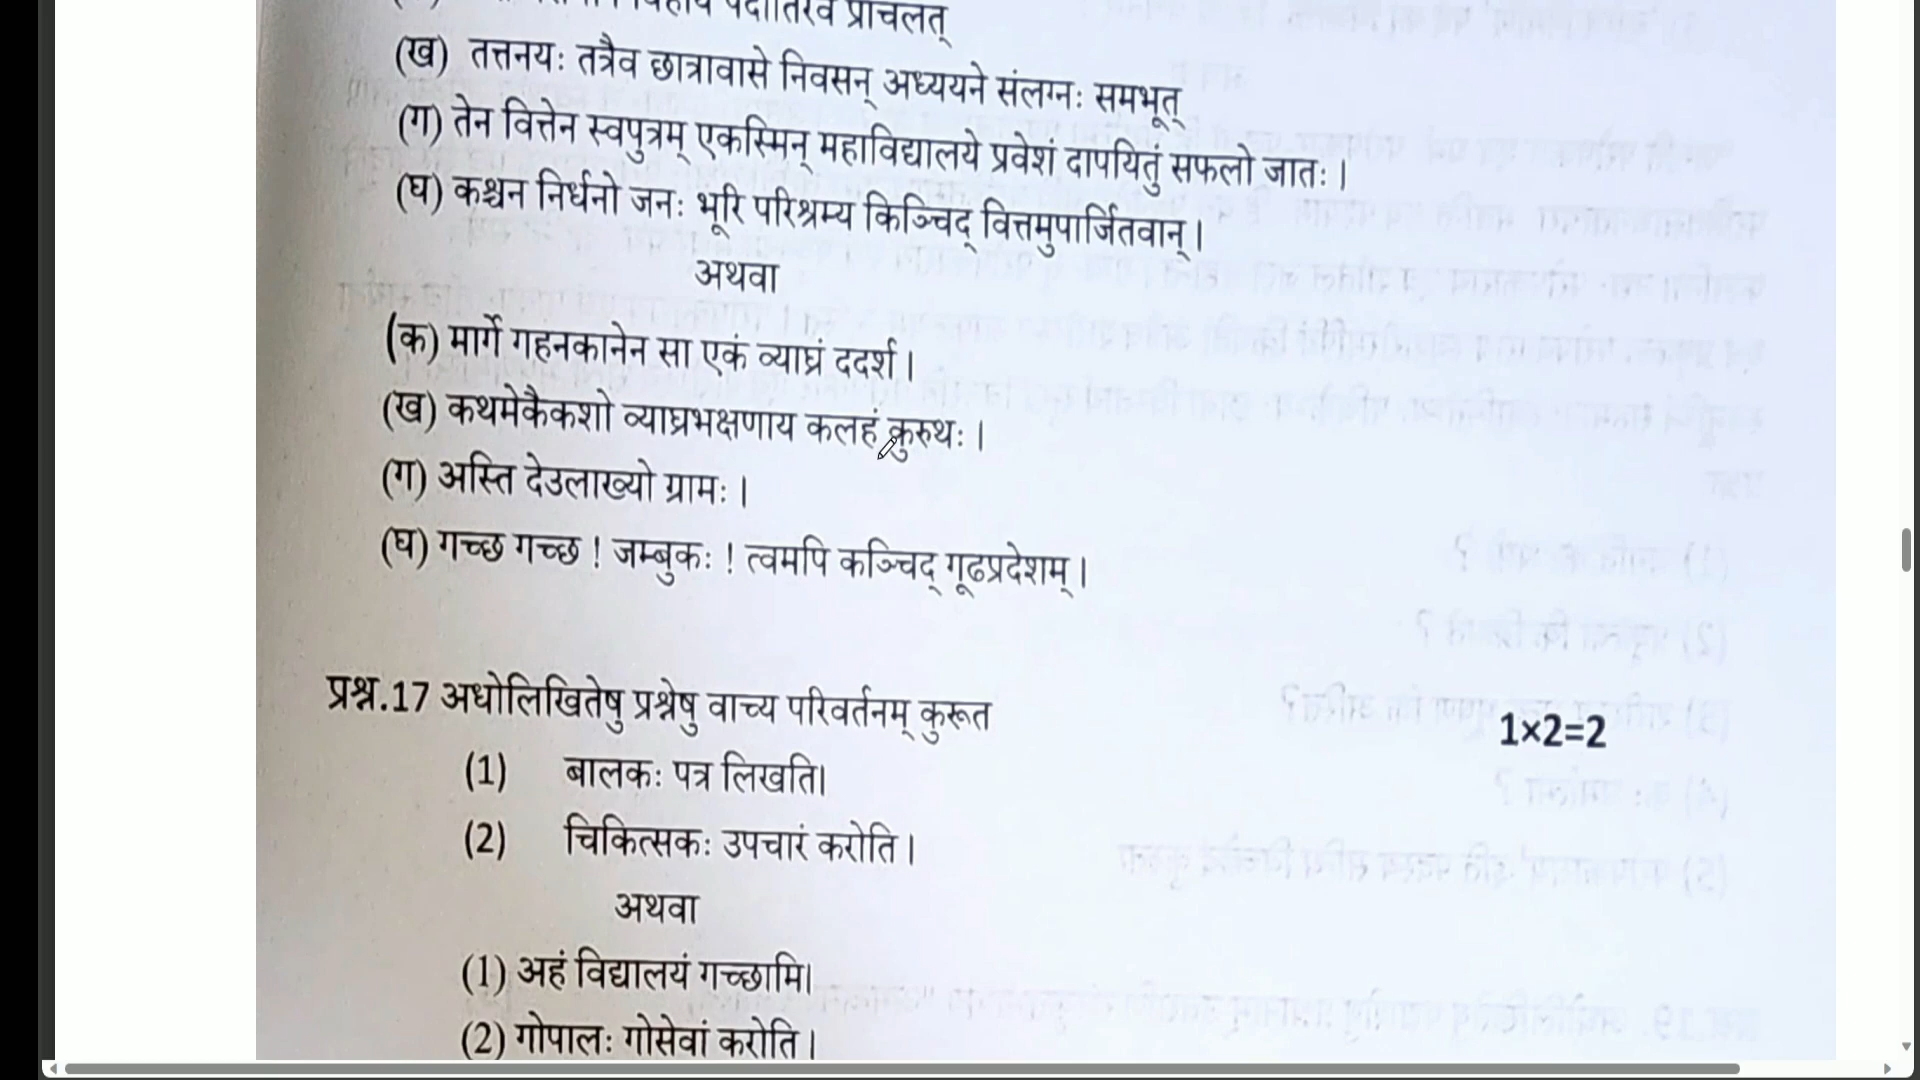 विहाय पदातिरेव प्राचलत्
(ख) तत्तनयः तत्रैव छात्रावासे निवसन् अध्ययने संलग्नः समभूत्
(ग) तेन वित्तेन स्वपुत्रम् एकस्मिन् महाविद्यालये प्रवेशं दापयितुं सफलो जातः ।
(घ) कश्चन निर्धनो जनः भूरि परिश्रम्य किञ्चिद् वित्तमुपार्जितवान् ।
अथवा
(क) मार्गे गहनकानेन सा एकं व्याघ्रं ददर्श ।
(ख) कथमेकैकशो व्याघ्रभक्षणाय कलहं कुरुथः ।
(ग) अस्ति देउलाख्यो ग्रामः ।
(घ) गच्छ गच्छ ! जम्बुकः ! त्वमपि कञ्चिद् गूढप्रदेशम् ।
प्रश्न.17 अधोलिखितेषु प्रश्नेषु वाच्य परिवर्तनम् कुरूत 1×2=2
(1) बालकः पत्र लिखति।
(2) चिकित्सकः उपचारं करोति ।
अथवा
(1) अहं विद्यालयं गच्छामि।
(2) गोपालः गोसेवां करोति ।